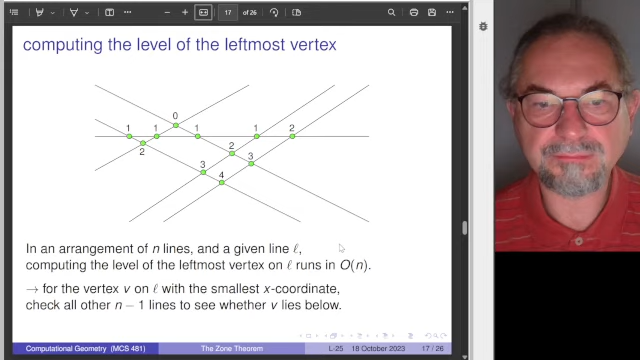 17 of 26
computing the level of the leftmost vertex
0
1 1 1 1 2
2 2
3 3
4
In an arrangement of n lines, and a given line ℓ,
computing the level of the leftmost vertex on ℓ runs in O(n).
→ for the vertex v on ℓ with the smallest x-coordinate,
check all other n − 1 lines to see whether v lies below.
Computational Geometry (MCS 481) The Zone Theorem L-25 18 October 2023 17 / 26